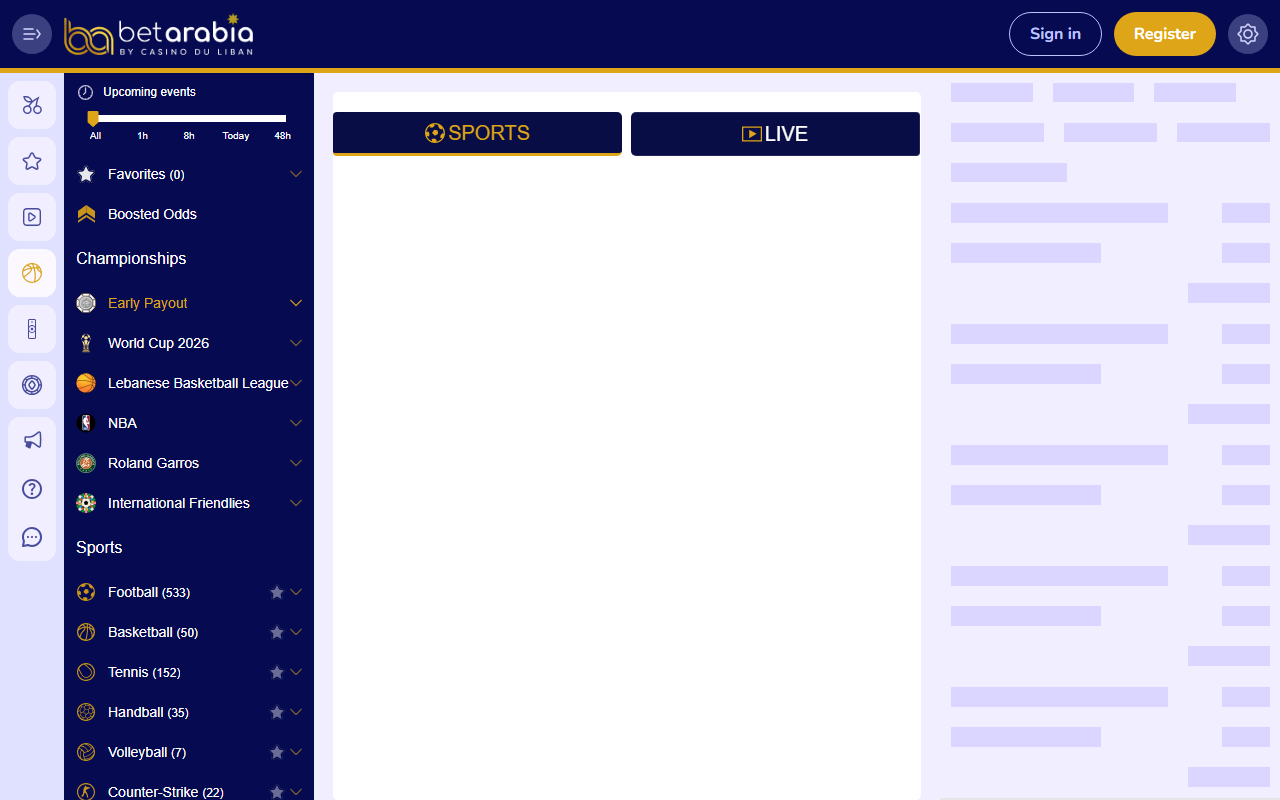 betarabia
BY CASINO DU LIBAN
Sign in
Register
Upcoming events
All 1h 8h Today 48h
Favorites (0)
Boosted Odds
Championships
Early Payout
World Cup 2026
Lebanese Basketball League
NBA
Roland Garros
International Friendlies
Sports
Football (533)
Basketball (50)
Tennis (152)
Handball (35)
Volleyball (7)
Counter-Strike (22)
SPORTS
LIVE